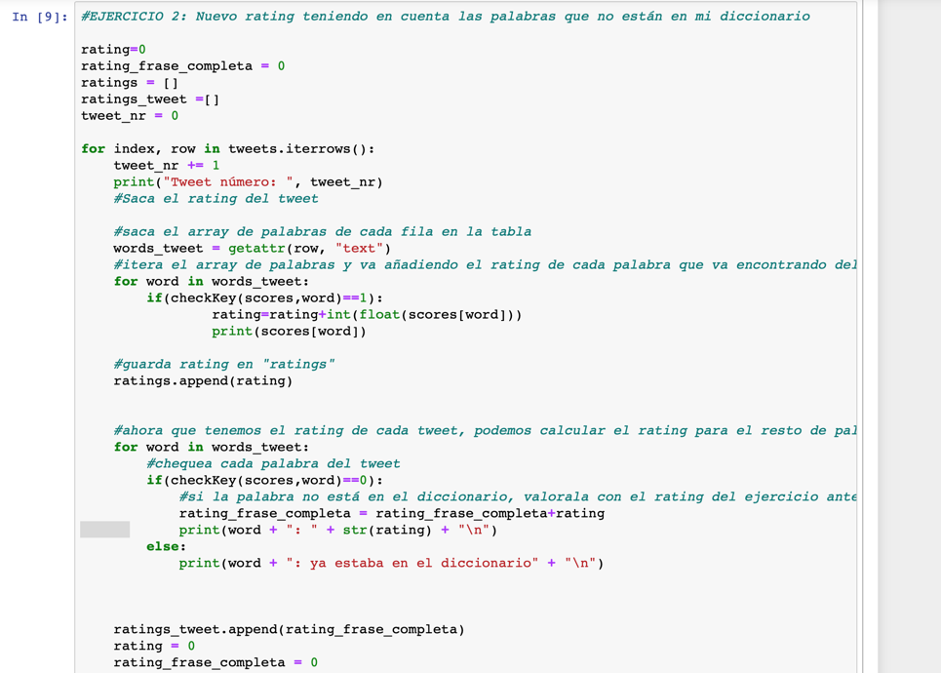 In [9]: #EJERCICIO 2: Nuevo rating teniendo en cuenta las palabras que no están en mi diccionario
rating=0
rating_frase_completa = 0
ratings = []
ratings_tweet =[]
tweet_nr = 0
for index, row in tweets.iterrows():
tweet_nr += 1
print("Tweet número: ", tweet_nr)
#Saca el rating del tweet
#saca el array de palabras de cada fila en la tabla
words_tweet = getattr(row, "text")
#itera el array de palabras y va añadiendo el rating de cada palabra que va encontrando del
for word in words_tweet:
if(checkKey(scores,word)==1):
rating=rating+int(float(scores[word]))
print(scores[word])
#guarda rating en "ratings"
ratings.append(rating)
#ahora que tenemos el rating de cada tweet, podemos calcular el rating para el resto de pal
for word in words_tweet:
#chequea cada palabra del tweet
if(checkKey(scores,word)==0):
#si la palabra no está en el diccionario, valorala con el rating del ejercicio ante
rating_frase_completa = rating_frase_completa+rating
print(word + ": " + str(rating) + "\n")
else:
print(word + ": ya estaba en el diccionario" + "\n")
ratings_tweet.append(rating_frase_completa)
rating = 0
rating_frase_completa = 0